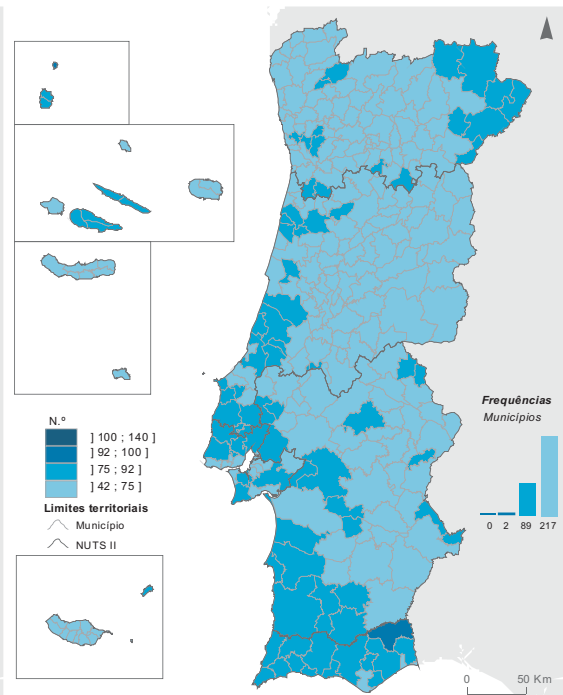 N.º
] 100 ; 140 ]
] 92 ; 100 ]
] 75 ; 92 ]
] 42 ; 75 ]
Limites territoriais
Município
NUTS II
Frequências
Municípios
0 2 89 217
0 50 Km